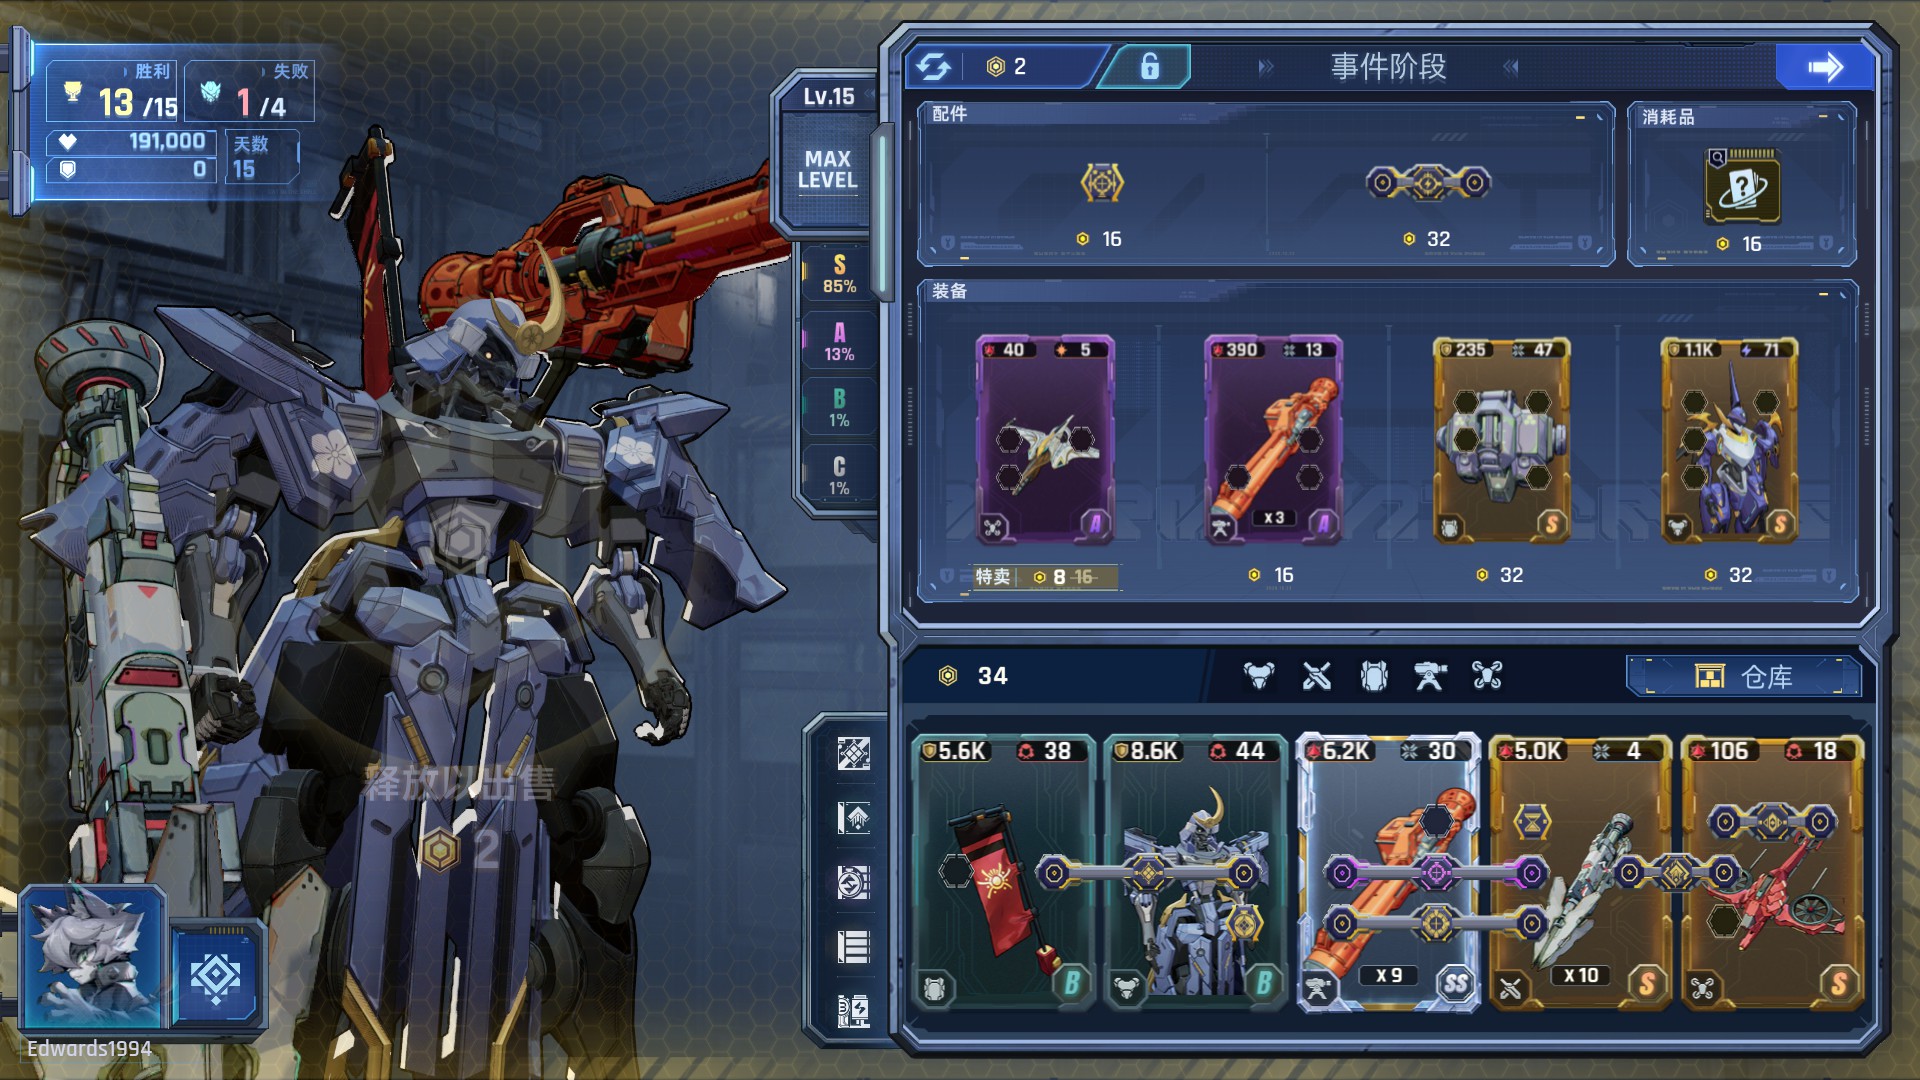 胜利
13 /15
失败
1 /4
191,000
0
天数
15
Lv.15
MAX
LEVEL
S
85%
A
13%
B
1%
C
1%
2
事件阶段
配件
16
32
消耗品
16
装备
40 5
A
特卖 8 16
390 13
x3
A
16
235 47
S
32
1.1K 71
S
32
34
仓库
5.6K 38
B
8.6K 44
B
6.2K 30
x9
SS
5.0K 4
x10
S
106 18
S
释放以出售
2
Edwards1994